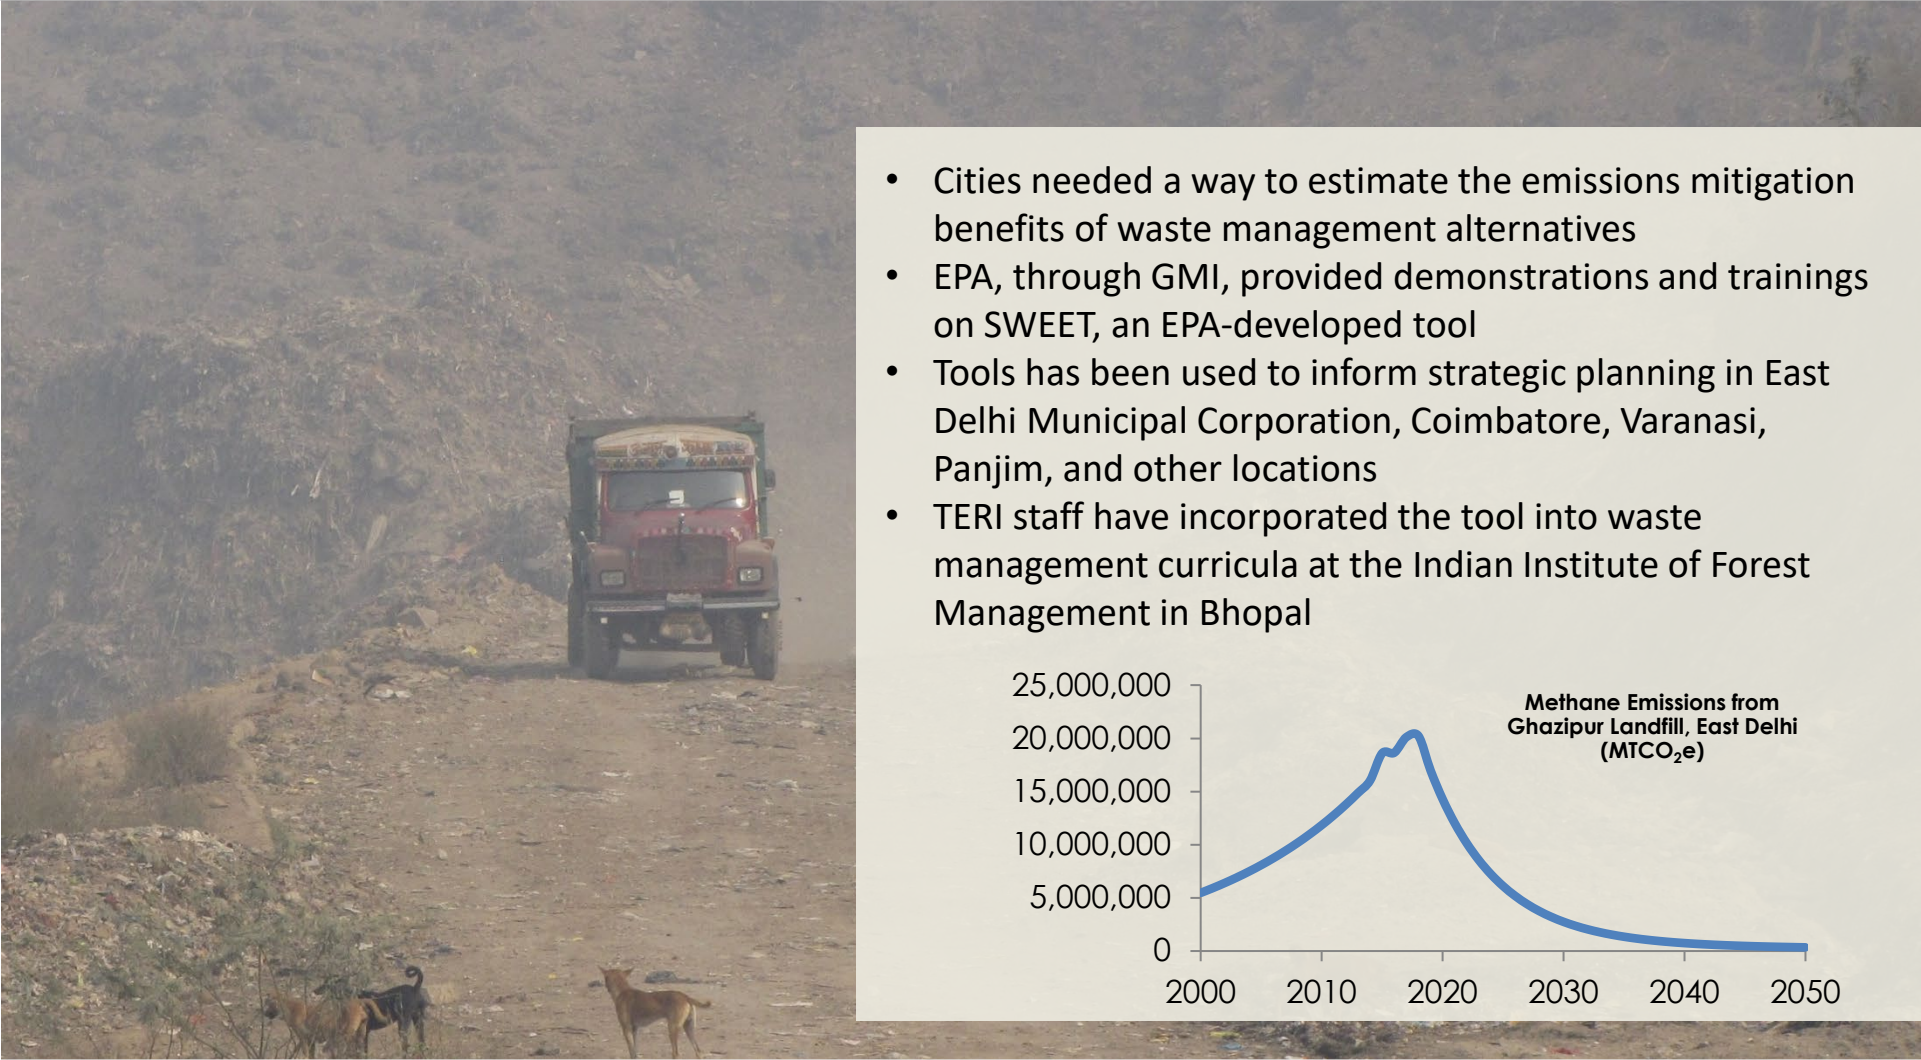 • Cities needed a way to estimate the emissions mitigation
benefits of waste management alternatives
• EPA, through GMI, provided demonstrations and trainings
on SWEET, an EPA-developed tool
• Tools has been used to inform strategic planning in East
Delhi Municipal Corporation, Coimbatore, Varanasi,
Panjim, and other locations
• TERI staff have incorporated the tool into waste
management curricula at the Indian Institute of Forest
Management in Bhopal
Methane Emissions from
Ghazipur Landfill, East Delhi
(MTCO₂e)
25,000,000
20,000,000
15,000,000
10,000,000
5,000,000
0
2000 2010 2020 2030 2040 2050